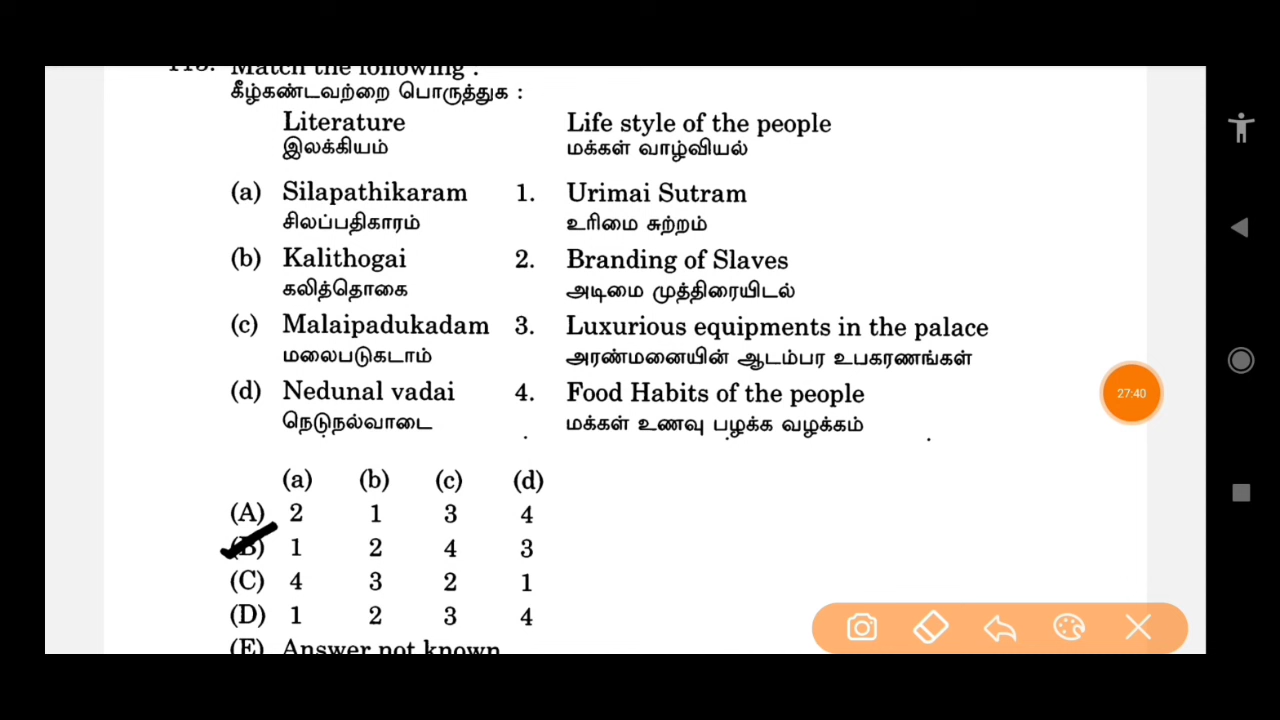 113. Match the following :
கீழ்கண்டவற்றை பொருத்துக :
Literature Life style of the people
இலக்கியம் மக்கள் வாழ்வியல்
(a) Silapathikaram 1. Urimai Sutram
சிலப்பதிகாரம் உரிமை சுற்றம்
(b) Kalithogai 2. Branding of Slaves
கலித்தொகை அடிமை முத்திரையிடல்
(c) Malaipadukadam 3. Luxurious equipments in the palace
மலைபடுகடாம் அரண்மனையின் ஆடம்பர உபகரணங்கள்
(d) Nedunal vadai 4. Food Habits of the people
நெடுநல்வாடை மக்கள் உணவு பழக்க வழக்கம்
(a) (b) (c) (d)
(A) 2 1 3 4
(B) 1 2 4 3
(C) 4 3 2 1
(D) 1 2 3 4
(E) Answer not known
27:40